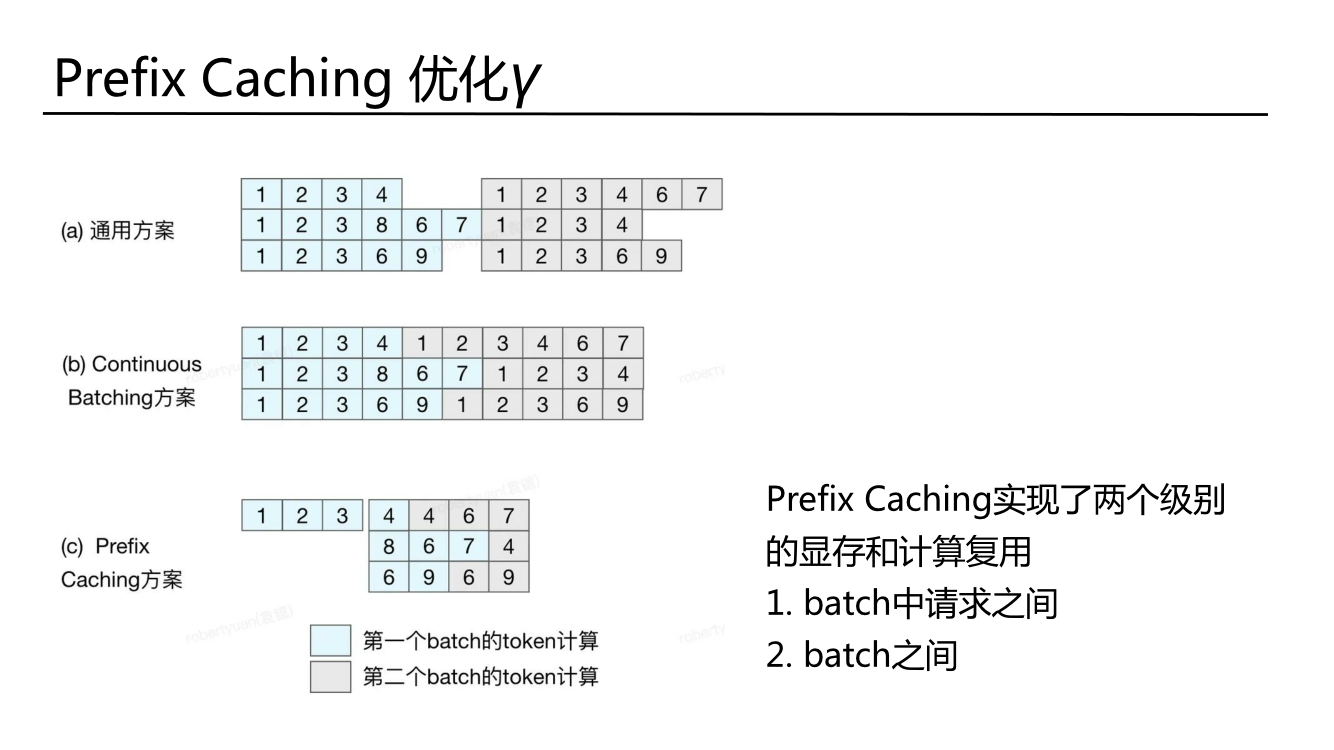 Prefix Caching 优化γ
1 2 3 4 1 2 3 4 6 7
(a) 通用方案 1 2 3 8 6 7 1 2 3 4
1 2 3 6 9 1 2 3 6 9
1 2 3 4 1 2 3 4 6 7
(b) Continuous
1 2 3 8 6 7 1 2 3 4
Batching方案
1 2 3 6 9 1 2 3 6 9
1 2 3 4 4 6 7
(c) Prefix
8 6 7 4
Caching方案
6 9 6 9
第一个batch的token计算
第二个batch的token计算
Prefix Caching实现了两个级别
的显存和计算复用
1. batch中请求之间
2. batch之间
robertyuan(袁镱)
roberty
roberty